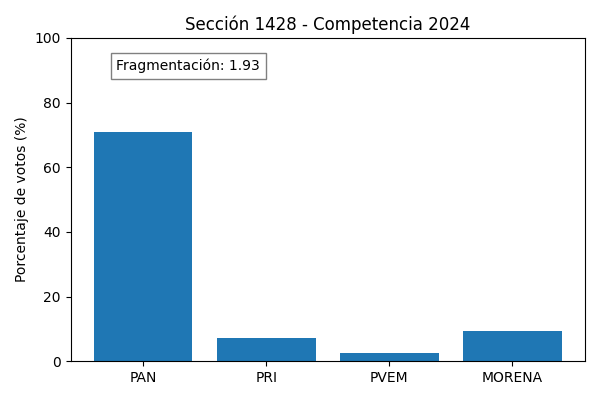 Sección 1428 - Competencia 2024
Fragmentación: 1.93
Porcentaje de votos (%)
100
80
60
40
20
0
PAN PRI PVEM MORENA